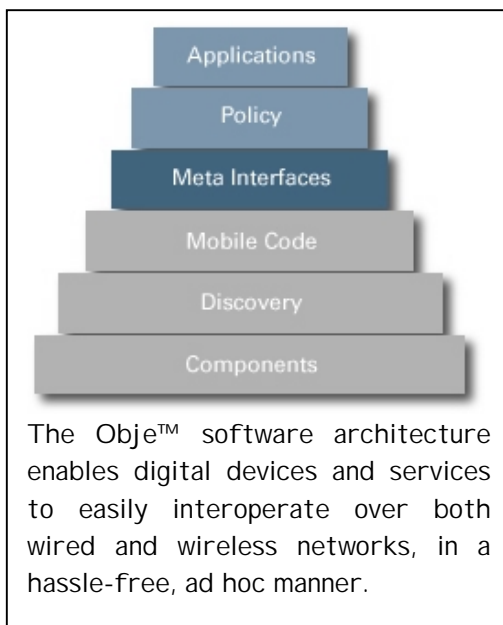 Applications
Policy
Meta Interfaces
Mobile Code
Discovery
Components
The Obje™ software architecture
enables digital devices and services
to easily interoperate over both
wired and wireless networks, in a
hassle-free, ad hoc manner.